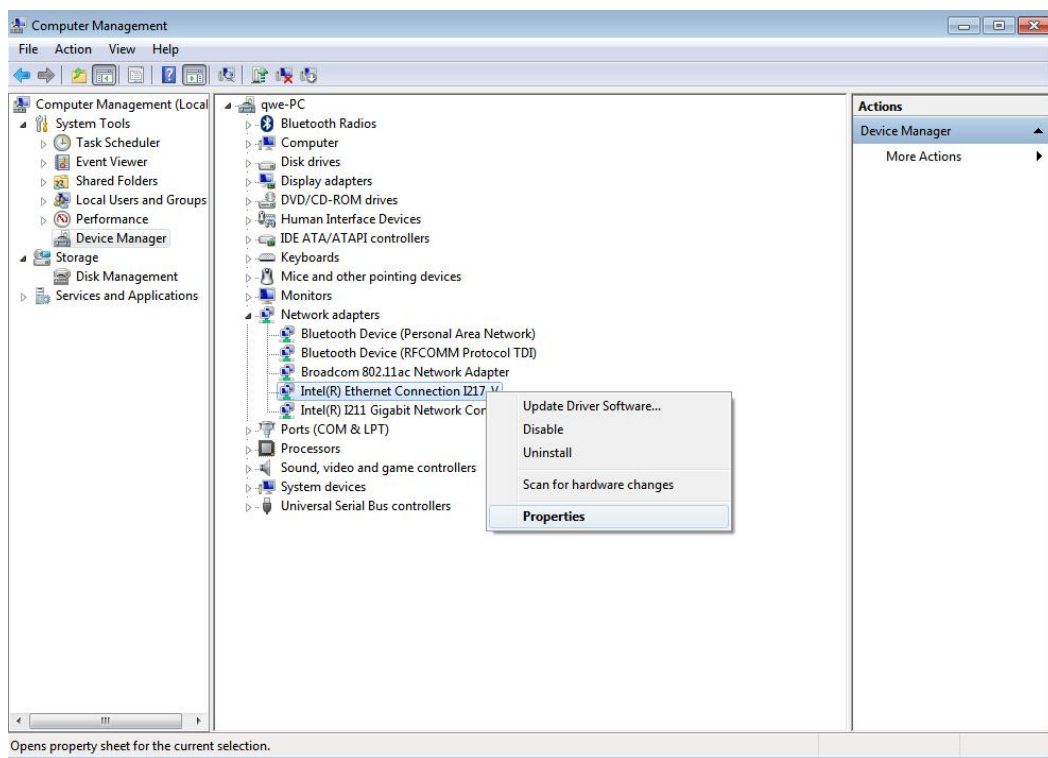 Computer Management
File Action View Help
Computer Management (Local
System Tools
Task Scheduler
Event Viewer
Shared Folders
Local Users and Groups
Performance
Device Manager
Storage
Disk Management
Services and Applications
qwe-PC
Bluetooth Radios
Computer
Disk drives
Display adapters
DVD/CD-ROM drives
Human Interface Devices
IDE ATA/ATAPI controllers
Keyboards
Mice and other pointing devices
Monitors
Network adapters
Bluetooth Device (Personal Area Network)
Bluetooth Device (RFCOMM Protocol TDI)
Broadcom 802.11ac Network Adapter
Intel(R) Ethernet Connection I217-V
Intel(R) I211 Gigabit Network Cor
Ports (COM & LPT)
Processors
Sound, video and game controllers
System devices
Universal Serial Bus controllers
Update Driver Software...
Disable
Uninstall
Scan for hardware changes
Properties
Actions
Device Manager
More Actions
Opens property sheet for the current selection.